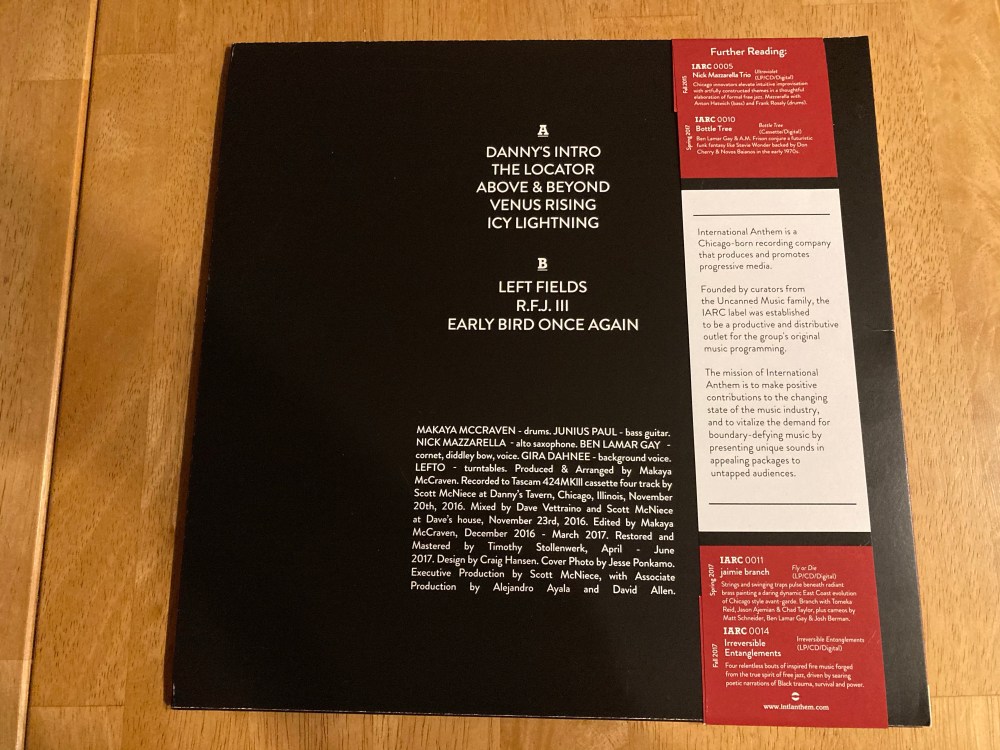 A
DANNY'S INTRO
THE LOCATOR
ABOVE & BEYOND
VENUS RISING
ICY LIGHTNING
B
LEFT FIELDS
R.F.J. III
EARLY BIRD ONCE AGAIN
MAKAYA MCCRAVEN - drums. JUNIUS PAUL - bass guitar.
NICK MAZZARELLA - alto saxophone. BEN LAMAR GAY -
cornet, diddley bow, voice. GIRA DAHNEE - background voice.
LEFTO - turntables. Produced & Arranged by Makaya
McCraven. Recorded to Tascam 424MKIII cassette four track by
Scott McNiece at Danny's Tavern, Chicago, Illinois, November
20th, 2016. Mixed by Dave Vettraino and Scott McNiece
at Dave's house, November 23rd, 2016. Edited by Makaya
McCraven, December 2016 - March 2017. Restored and
Mastered by Timothy Stollenwerk, April - June
2017. Design by Craig Hansen. Cover Photo by Jesse Ponkamo.
Executive Production by Scott McNiece, with Associate
Production by Alejandro Ayala and David Allen.
Further Reading:
Fall 2015
IARC 0005
Nick Mazzarella Trio
Ultraviolet
(LP/CD/Digital)
Chicago innovators elevate intuitive improvisation
with artfully constructed themes in a thoughtful
elaboration of formal free jazz. Mazzarella with
Anton Hatwich (bass) and Frank Rosaly (drums).
Spring 2017
IARC 0010
Bottle Tree
Bottle Tree
(Cassette/Digital)
Ben Lamar Gay & A.M. Frison conjure a futuristic
funk fantasy like Stevie Wonder backed by Don
Cherry & Novos Baianos in the early 1970s.
International Anthem is a
Chicago-born recording company
that produces and promotes
progressive media.
Founded by curators from
the Uncanned Music family, the
IARC label was established
to be a productive and distributive
outlet for the group's original
music programming.
The mission of International
Anthem is to make positive
contributions to the changing
state of the music industry,
and to vitalize the demand for
boundary-defying music by
presenting unique sounds in
appealing packages to
untapped audiences.
Spring 2017
IARC 0011
jaimie branch
Fly or Die
(LP/CD/Digital)
Strings and swinging traps pulse beneath radiant
brass painting a daring dynamic East Coast evolution
of Chicago style avant-garde. Branch with Tomeka
Reid, Jason Ajemian & Chad Taylor, plus cameos by
Matt Schneider, Ben Lamar Gay & Josh Berman.
Fall 2017
IARC 0014
Irreversible
Entanglements
Irreversible Entanglements
(LP/CD/Digital)
Four relentless bouts of inspired fire music forged
from the true spirit of free jazz, driven by searing
poetic narrations of Black trauma, survival and power.
www.intlanthem.com